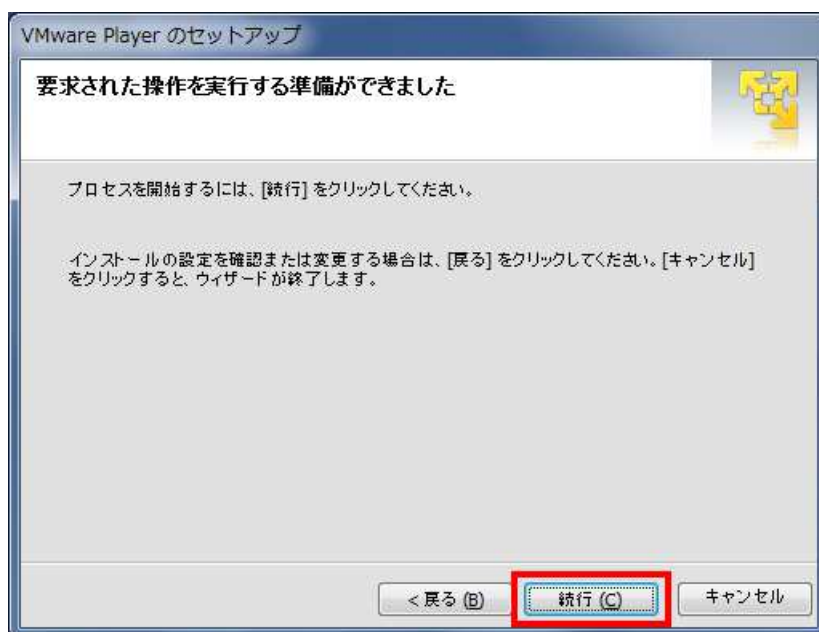 VMware Player のセットアップ
要求された操作を実行する準備ができました
プロセスを開始するには、[続行] をクリックしてください。
インストールの設定を確認または変更する場合は、[戻る] をクリックしてください。[キャンセル]
をクリックすると、ウィザードが終了します。
< 戻る (B) 続行 (C) キャンセル